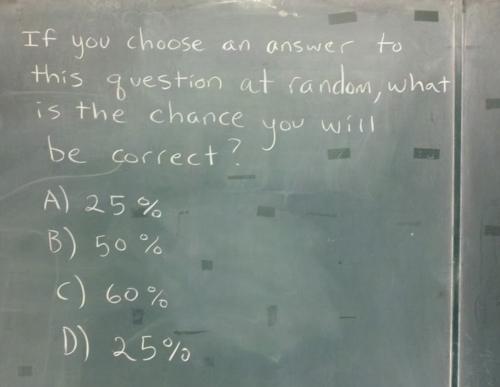 If you choose an answer to
this question at random, what
is the chance you will
be correct?
A) 25%
B) 50%
C) 60%
D) 25%